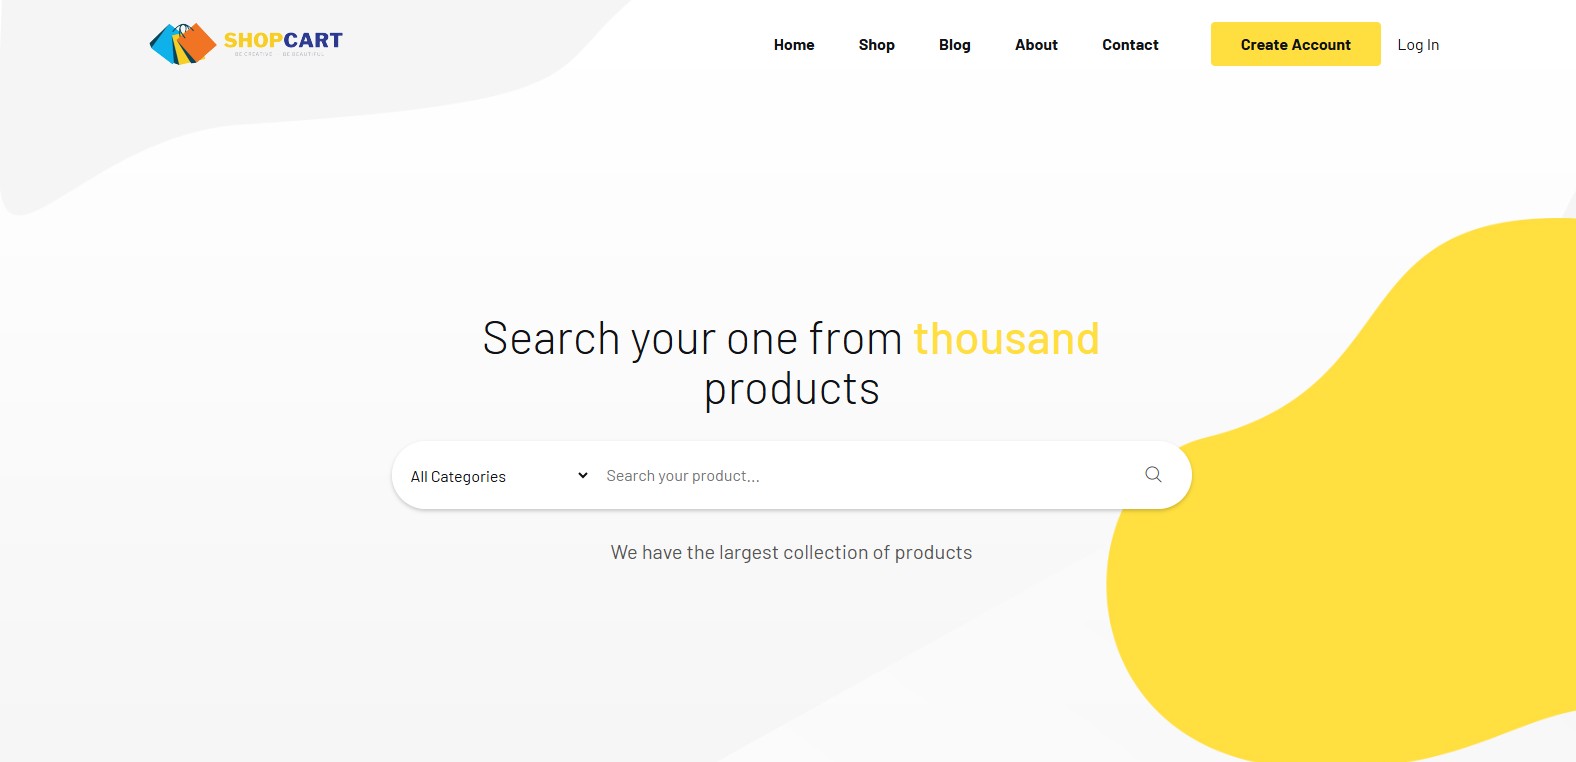 SHOPCART
BE CREATIVE BE BEAUTIFUL
Home
Shop
Blog
About
Contact
Create Account
Log In
Search your one from thousand
products
All Categories
Search your product...
We have the largest collection of products